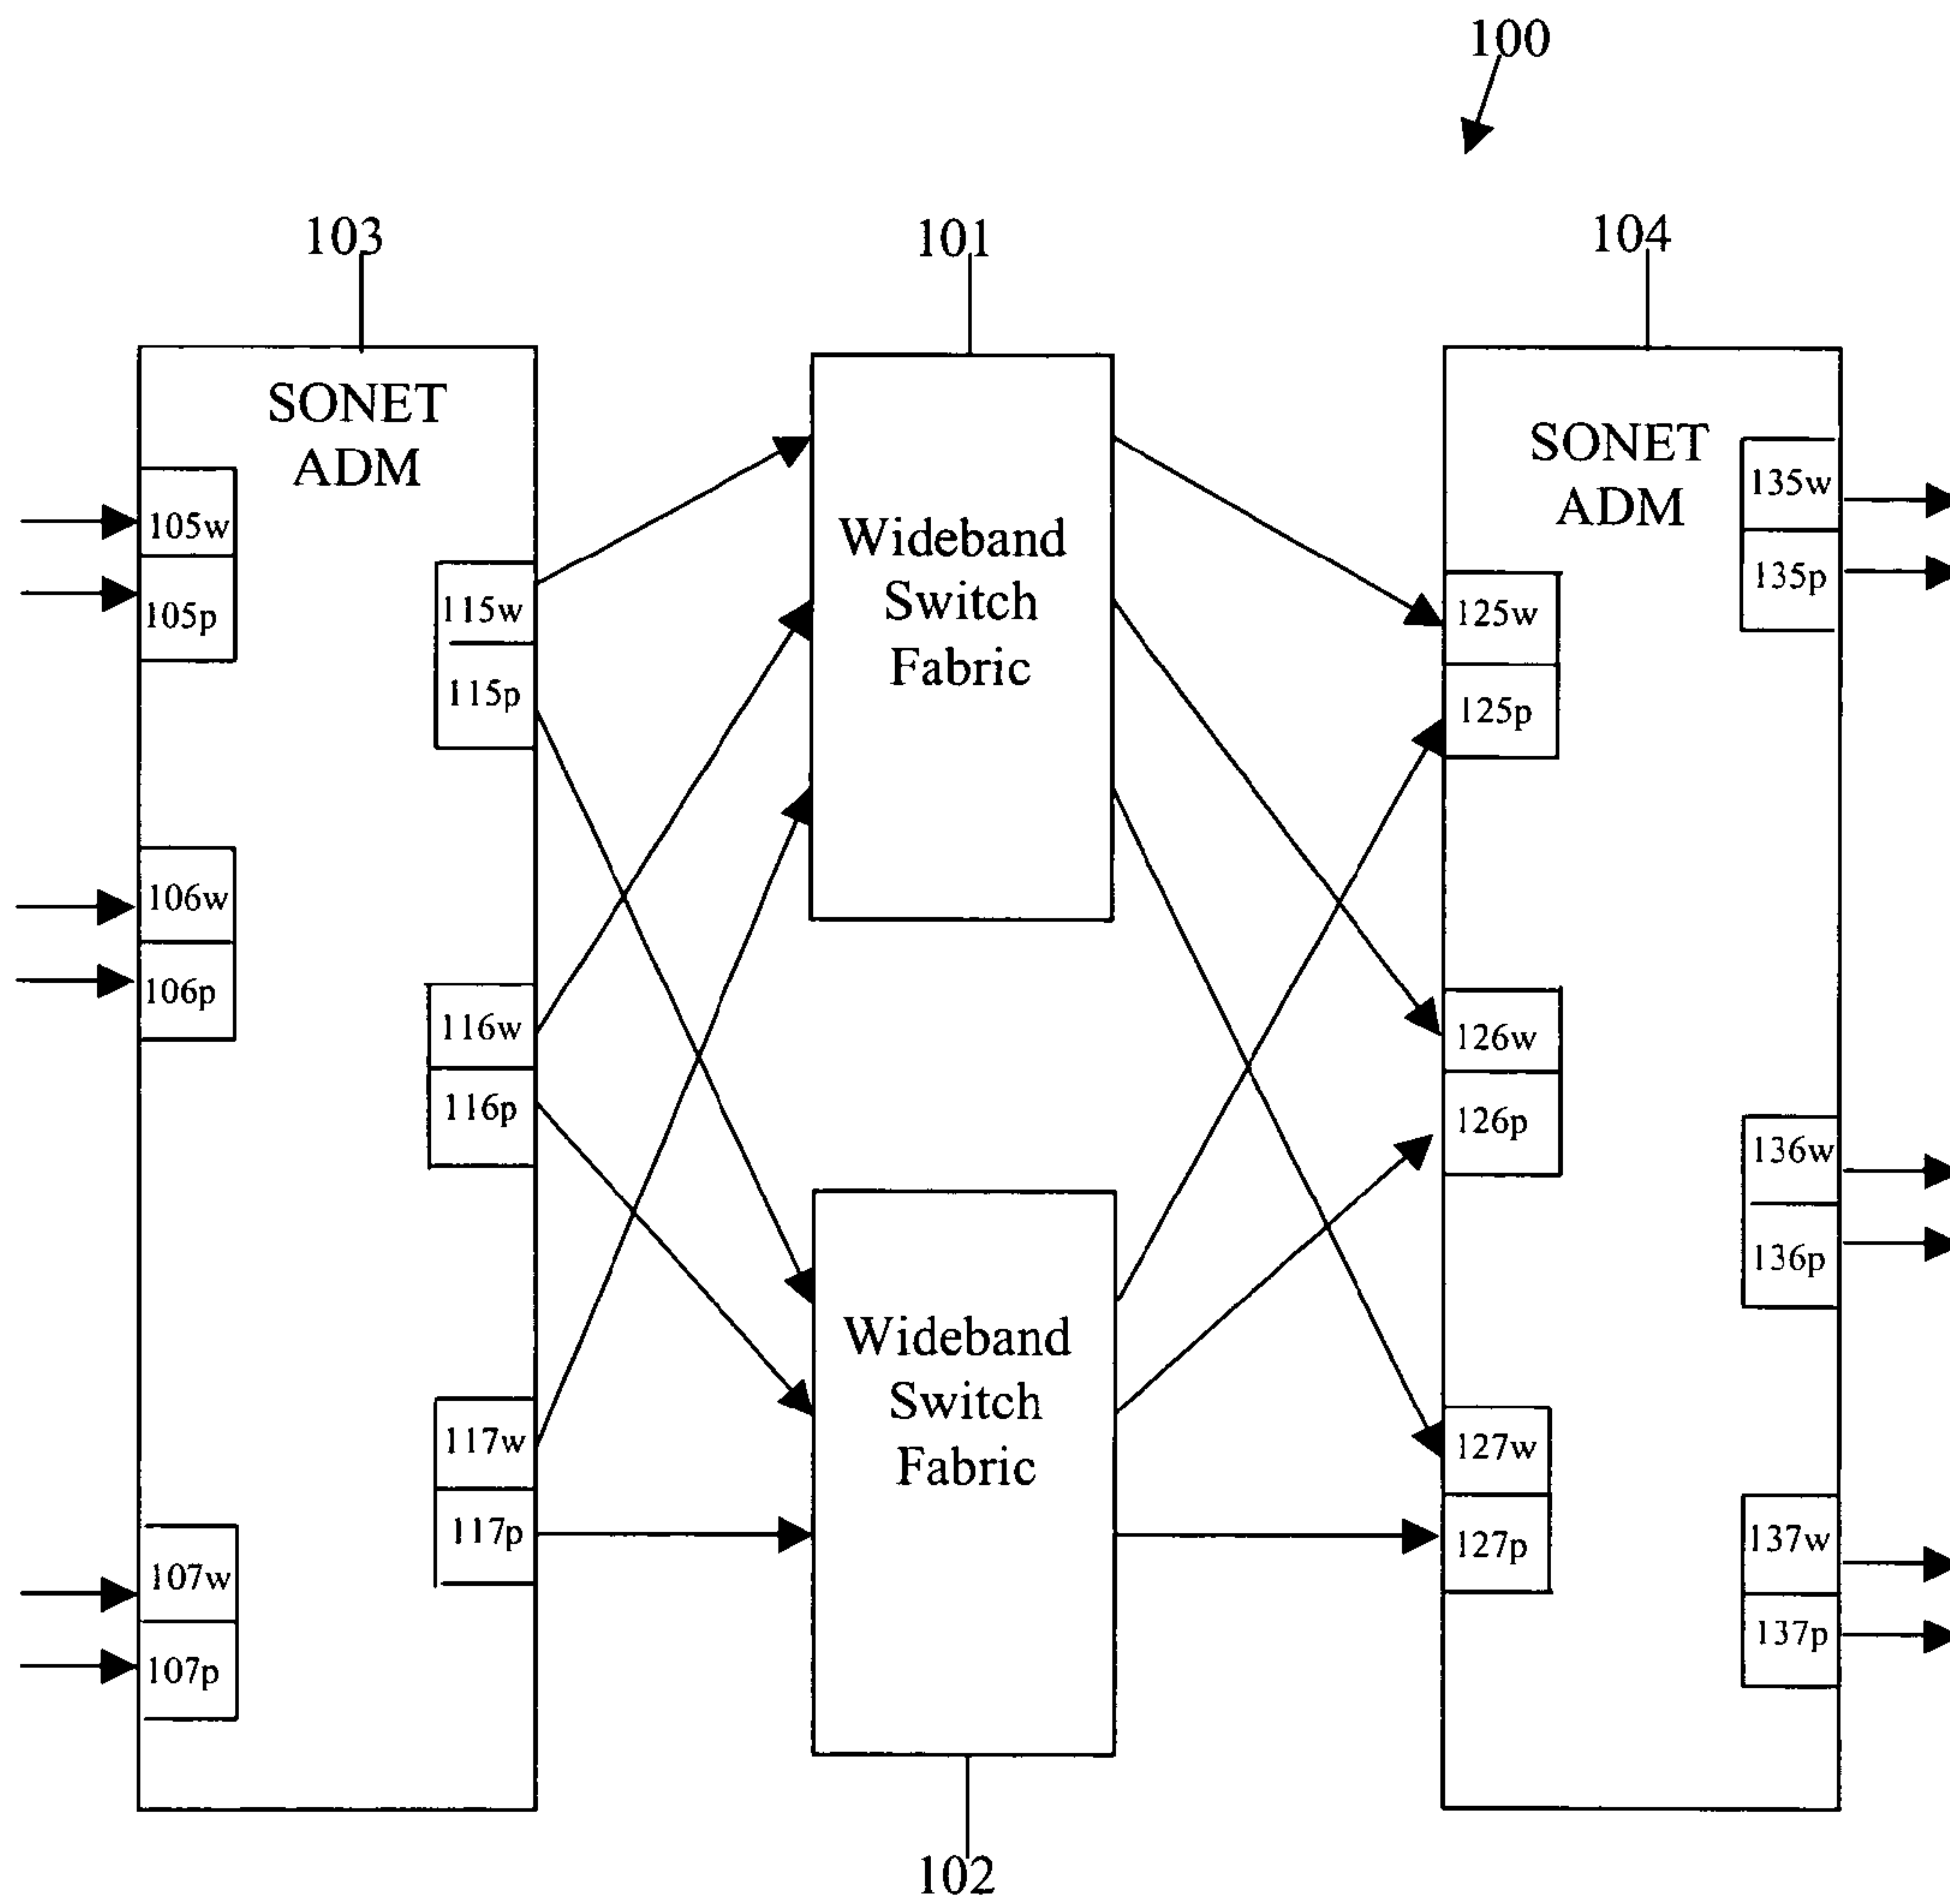 100
103
101
104
SONET
ADM
105w
105p
115w
115p
106w
106p
116w
116p
117w
117p
107w
107p
Wideband
Switch
Fabric
Wideband
Switch
Fabric
102
SONET
ADM
125w
125p
126w
126p
127w
127p
135w
135p
136w
136p
137w
137p